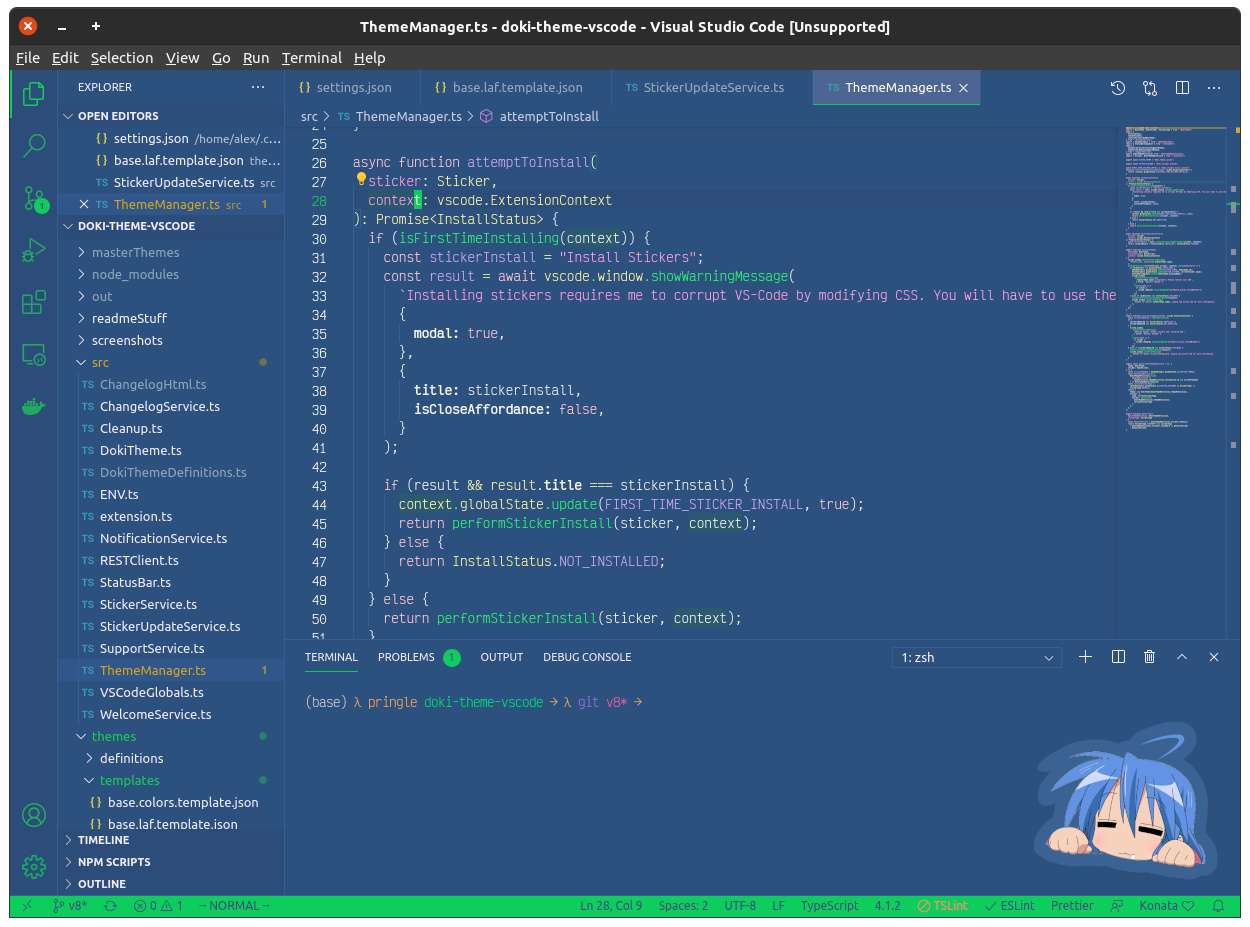 ThemeManager.ts - doki-theme-vscode - Visual Studio Code [Unsupported]
File Edit Selection View Go Run Terminal Help
EXPLORER
OPEN EDITORS
{} settings.json /home/alex/.c...
{} base.laf.template.json the...
TS StickerUpdateService.ts src
TS ThemeManager.ts src 1
DOKI-THEME-VSCODE
masterThemes
node_modules
out
readmeStuff
screenshots
src
TS ChangelogHtml.ts
TS ChangelogService.ts
TS Cleanup.ts
TS DokiTheme.ts
TS DokiThemeDefinitions.ts
TS ENV.ts
TS extension.ts
TS NotificationService.ts
TS RESTClient.ts
TS StatusBar.ts
TS StickerService.ts
TS StickerUpdateService.ts
TS SupportService.ts
TS ThemeManager.ts 1
TS VSCodeGlobals.ts
TS WelcomeService.ts
themes
definitions
templates
{} base.colors.template.json
{} base.laf.template.json
TIMELINE
NPM SCRIPTS
OUTLINE
1
{} settings.json {} base.laf.template.json TS StickerUpdateService.ts TS ThemeManager.ts
src > TS ThemeManager.ts > attemptToInstall
24 }
25
26 async function attemptToInstall(
27 sticker: Sticker,
28 context: vscode.ExtensionContext
29 ): Promise<InstallStatus> {
30 if (isFirstTimeInstalling(context)) {
31 const stickerInstall = "Install Stickers";
32 const result = await vscode.window.showWarningMessage(
33 `Installing stickers requires me to corrupt VS-Code by modifying CSS. You will have to use the
34 {
35 modal: true,
36 },
37 {
38 title: stickerInstall,
39 isCloseAffordance: false,
40 }
41 );
42
43 if (result && result.title === stickerInstall) {
44 context.globalState.update(FIRST_TIME_STICKER_INSTALL, true);
45 return performStickerInstall(sticker, context);
46 } else {
47 return InstallStatus.NOT_INSTALLED;
48 }
49 } else {
50 return performStickerInstall(sticker, context);
51 }
TERMINAL PROBLEMS 1 OUTPUT DEBUG CONSOLE 1: zsh
(base) λ pringle doki-theme-vscode → λ git v8* →
v8* 0 1 -- NORMAL -- Ln 28, Col 9 Spaces: 2 UTF-8 LF TypeScript 4.1.2 TSLint ESLint Prettier Konata ♡